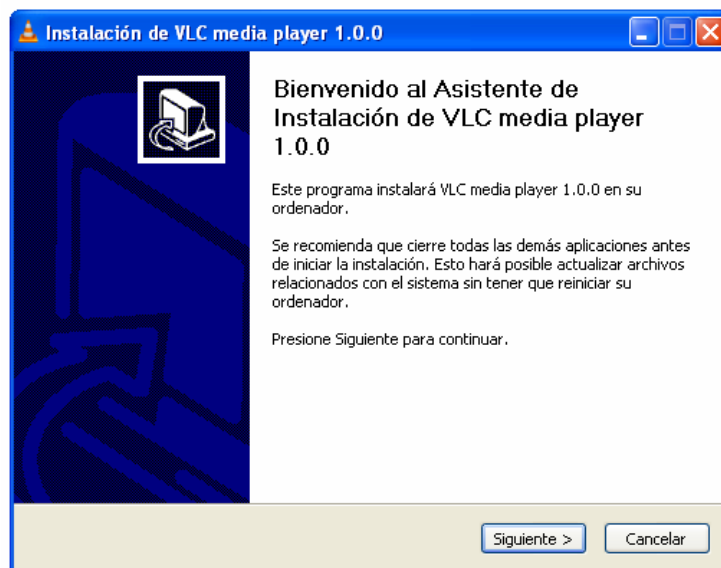 Instalación de VLC media player 1.0.0
Bienvenido al Asistente de
Instalación de VLC media player
1.0.0
Este programa instalará VLC media player 1.0.0 en su
ordenador.
Se recomienda que cierre todas las demás aplicaciones antes
de iniciar la instalación. Esto hará posible actualizar archivos
relacionados con el sistema sin tener que reiniciar su
ordenador.
Presione Siguiente para continuar.
Siguiente >
Cancelar